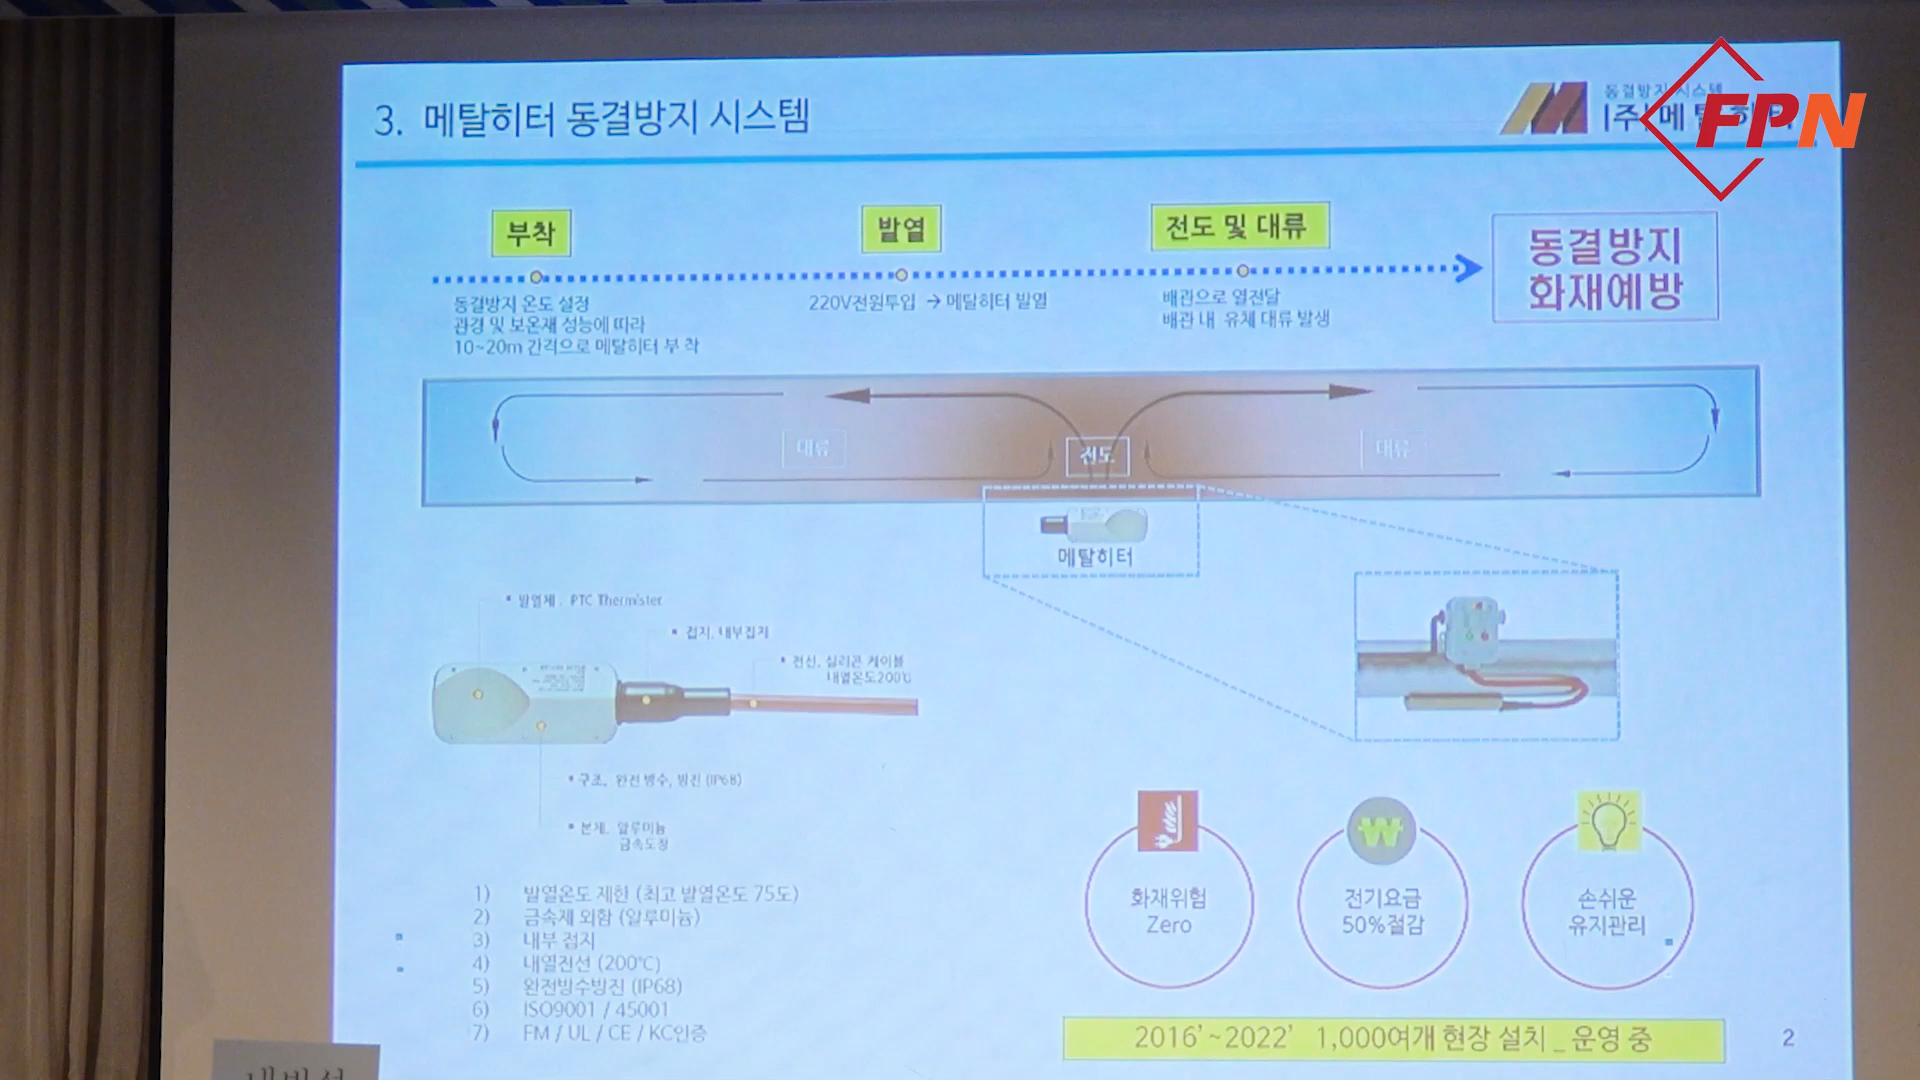 3. 메탈히터 동결방지 시스템
동결방지 시스템
(주)메탈히터
FPN
부착
발열
전도 및 대류
동결방지
화재예방
동결방지 온도 설정
관경 및 보온재 성능에 따라
10~20m 간격으로 메탈히터 부 착
220V전원투입 → 메탈히터 발열
배관으로 열전달
배관 내 유체 대류 발생
대류
전도
대류
메탈히터
발열체. PTC Thermister
접지. 내부접지
전선. 실리콘 케이블
내열온도200℃
구조. 완전 방수, 방진 (IP68)
본체. 알루미늄
금속도장
1) 발열온도 제한 (최고 발열온도 75도)
2) 금속제 외함 (알루미늄)
3) 내부 접지
4) 내열전선 (200℃)
5) 완전방수방진 (IP68)
6) ISO9001 / 45001
7) FM / UL / CE / KC인증
화재위험
Zero
전기요금
50%절감
손쉬운
유지관리
2016’~2022’ 1,000여개 현장 설치 _ 운영 중
2